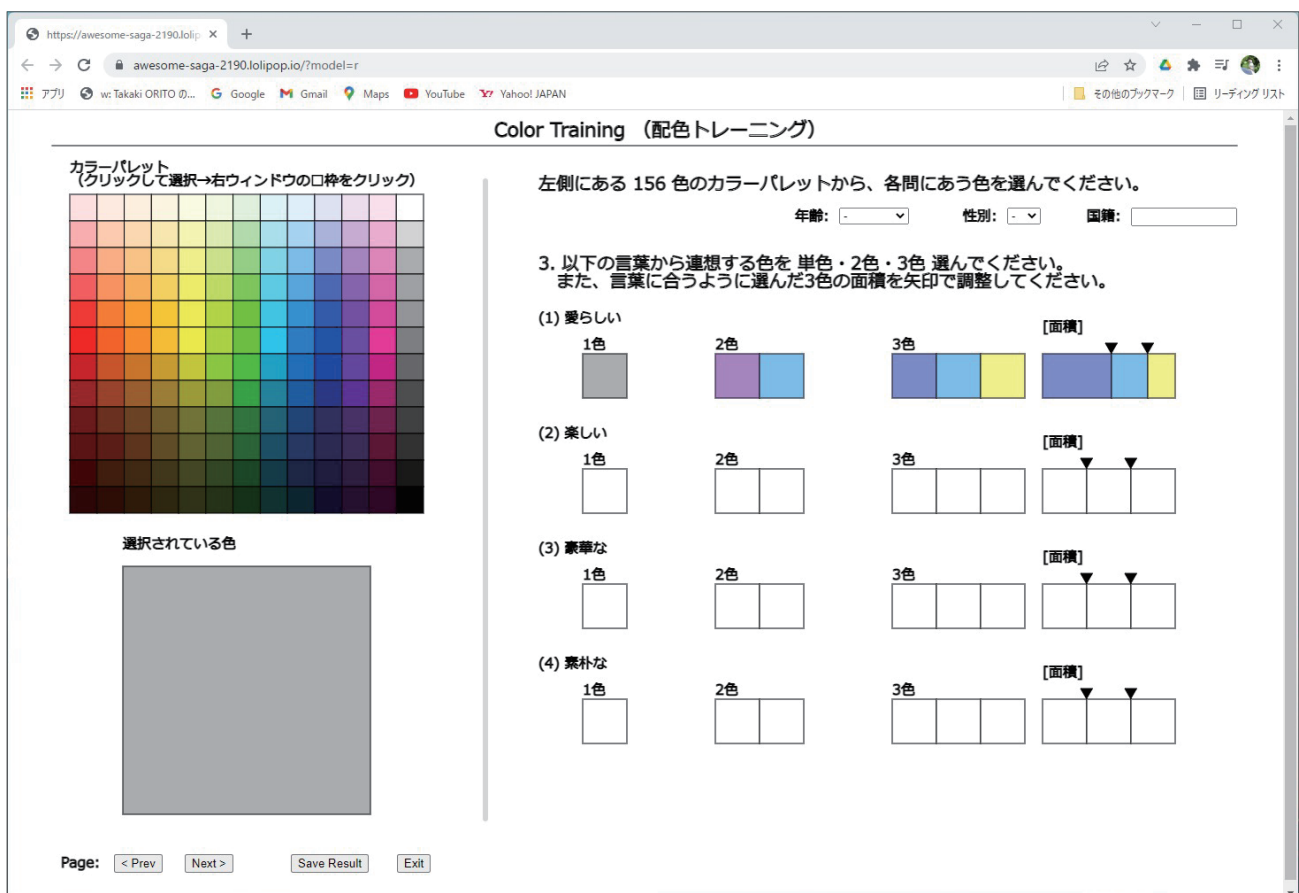 https://awesome-saga-2190.lolip
awesome-saga-2190.lolipop.io/?model=r
アプリ w: Takaki ORITO の... Google Gmail Maps YouTube Yahoo! JAPAN その他のブックマーク リーディング リスト
Color Training （配色トレーニング）
カラーパレット
（クリックして選択→右ウィンドウの□枠をクリック）
選択されている色
Page: < Prev Next > Save Result Exit
左側にある 156 色のカラーパレットから、各問にあう色を選んでください。
年齢: - 性別: - 国籍:
3. 以下の言葉から連想する色を 単色・2色・3色 選んでください。
また、言葉に合うように選んだ3色の面積を矢印で調整してください。
(1) 愛らしい
1色 2色 3色 [面積]
(2) 楽しい
1色 2色 3色 [面積]
(3) 豪華な
1色 2色 3色 [面積]
(4) 素朴な
1色 2色 3色 [面積]